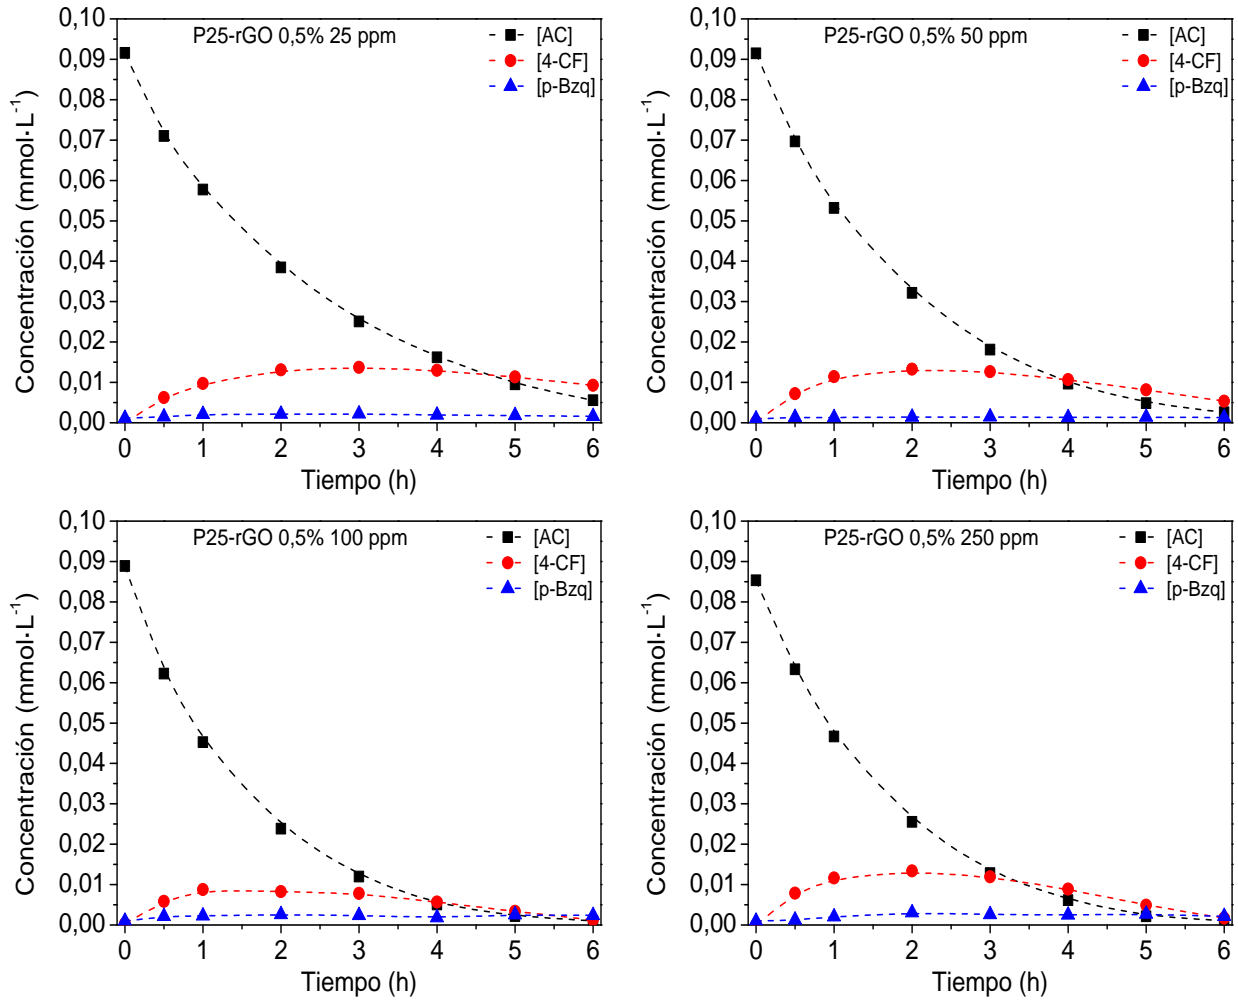 P25-rGO 0,5% 25 ppm
[AC]
[4-CF]
[p-Bzq]
0,10
0,09
0,08
0,07
0,06
0,05
0,04
0,03
0,02
0,01
0,00
Concentración (mmol·L⁻¹)
0 1 2 3 4 5 6
Tiempo (h)
P25-rGO 0,5% 50 ppm
[AC]
[4-CF]
[p-Bzq]
0,10
0,09
0,08
0,07
0,06
0,05
0,04
0,03
0,02
0,01
0,00
Concentración (mmol·L⁻¹)
0 1 2 3 4 5 6
Tiempo (h)
P25-rGO 0,5% 100 ppm
[AC]
[4-CF]
[p-Bzq]
0,10
0,09
0,08
0,07
0,06
0,05
0,04
0,03
0,02
0,01
0,00
Concentración (mmol·L⁻¹)
0 1 2 3 4 5 6
Tiempo (h)
P25-rGO 0,5% 250 ppm
[AC]
[4-CF]
[p-Bzq]
0,10
0,09
0,08
0,07
0,06
0,05
0,04
0,03
0,02
0,01
0,00
Concentración (mmol·L⁻¹)
0 1 2 3 4 5 6
Tiempo (h)